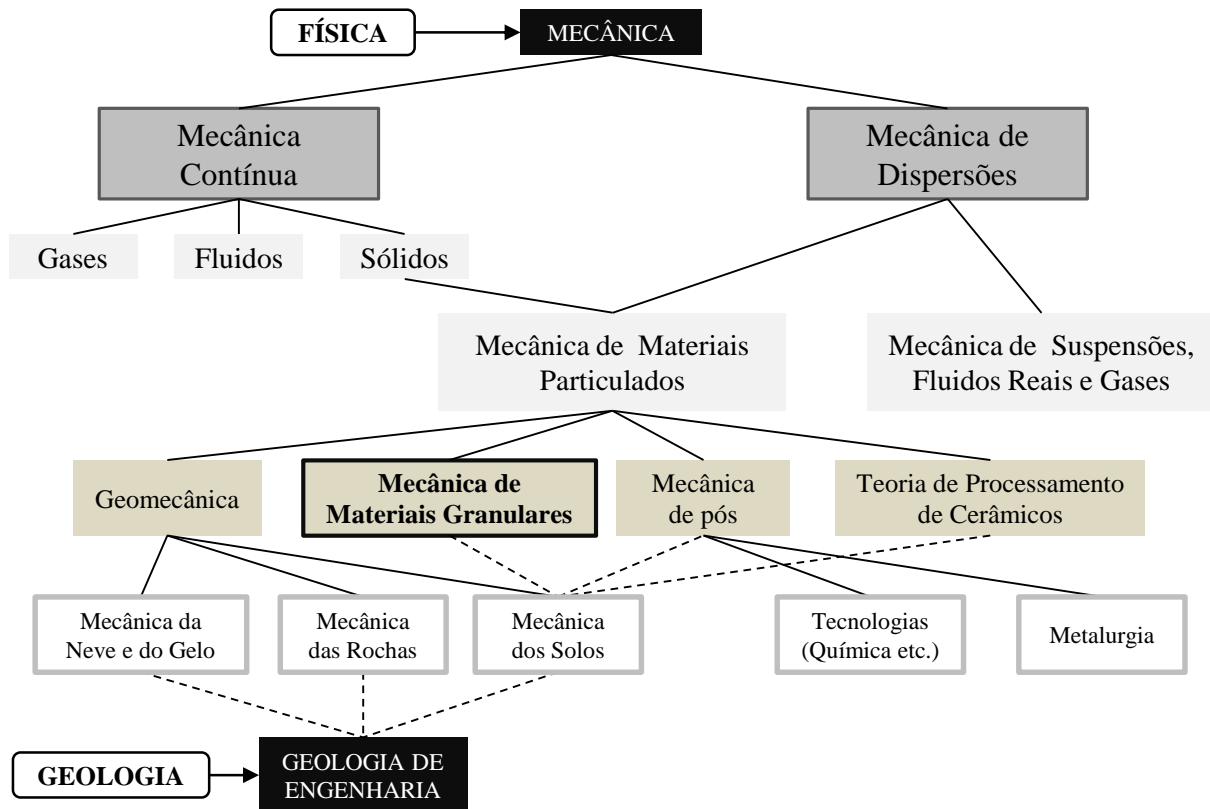 FÍSICA
MECÂNICA
Mecânica
Contínua
Mecânica de
Dispersões
Gases
Fluidos
Sólidos
Mecânica de Materiais
Particulados
Mecânica de Suspensões,
Fluidos Reais e Gases
Geomecânica
Mecânica de
Materiais Granulares
Mecânica
de pós
Teoria de Processamento
de Cerâmicos
Mecânica da
Neve e do Gelo
Mecânica
das Rochas
Mecânica
dos Solos
Tecnologias
(Química etc.)
Metalurgia
GEOLOGIA
GEOLOGIA DE
ENGENHARIA